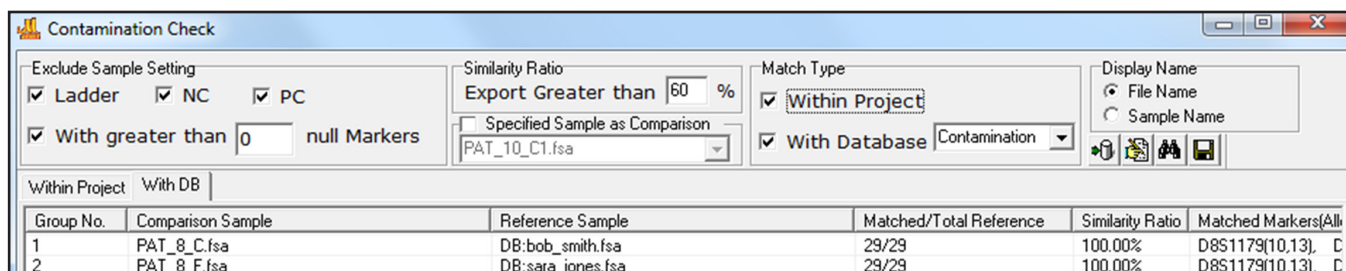 Contamination Check
Exclude Sample Setting
Ladder NC PC
With greater than 0 null Markers
Similarity Ratio
Export Greater than 60 %
Specified Sample as Comparison
PAT_10_C1.fsa
Match Type
Within Project
With Database Contamination
Display Name
File Name
Sample Name
Within Project With DB
Group No. Comparison Sample Reference Sample Matched/Total Reference Similarity Ratio Matched Markers(Alle
1 PAT_8_C.fsa DB:bob_smith.fsa 29/29 100.00% D8S1179(10,13),
2 PAT_8_F.fsa DB:sara_jones.fsa 29/29 100.00% D8S1179(10,13),